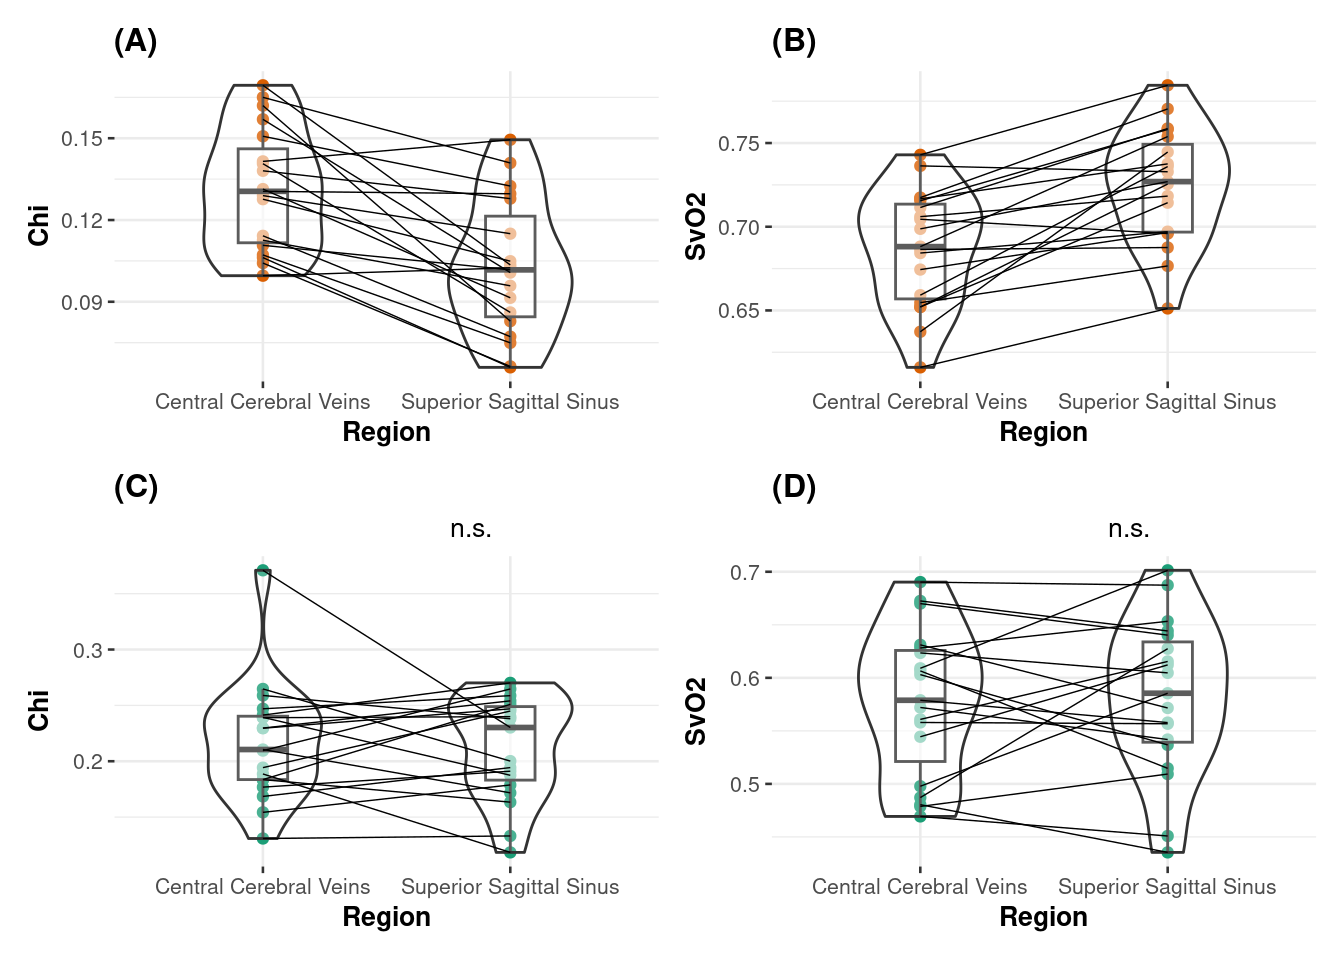 (A)
Chi
0.15
0.12
0.09
Central Cerebral Veins Superior Sagittal Sinus
Region
(B)
SvO2
0.75
0.70
0.65
Central Cerebral Veins Superior Sagittal Sinus
Region
(C)
n.s.
Chi
0.3
0.2
Central Cerebral Veins Superior Sagittal Sinus
Region
(D)
n.s.
SvO2
0.7
0.6
0.5
Central Cerebral Veins Superior Sagittal Sinus
Region